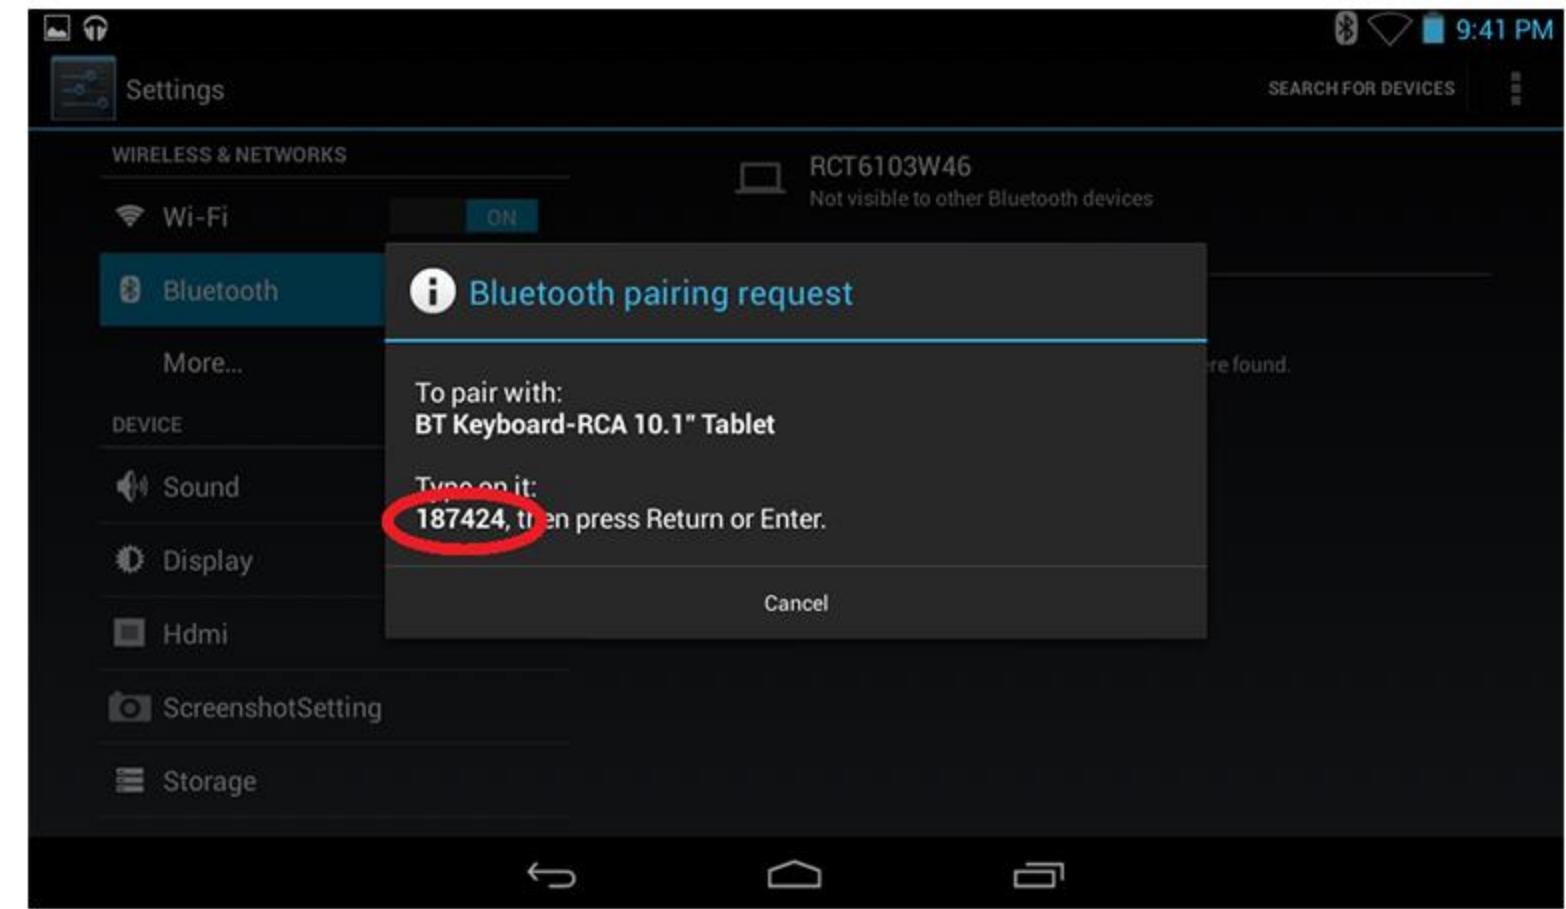 9:41 PM
Settings
SEARCH FOR DEVICES
WIRELESS & NETWORKS
Wi-Fi
ON
Bluetooth
More...
DEVICE
Sound
Display
Hdmi
ScreenshotSetting
Storage
RCT6103W46
Not visible to other Bluetooth devices
found.
Bluetooth pairing request
To pair with:
BT Keyboard-RCA 10.1" Tablet
Type on it:
187424, then press Return or Enter.
Cancel